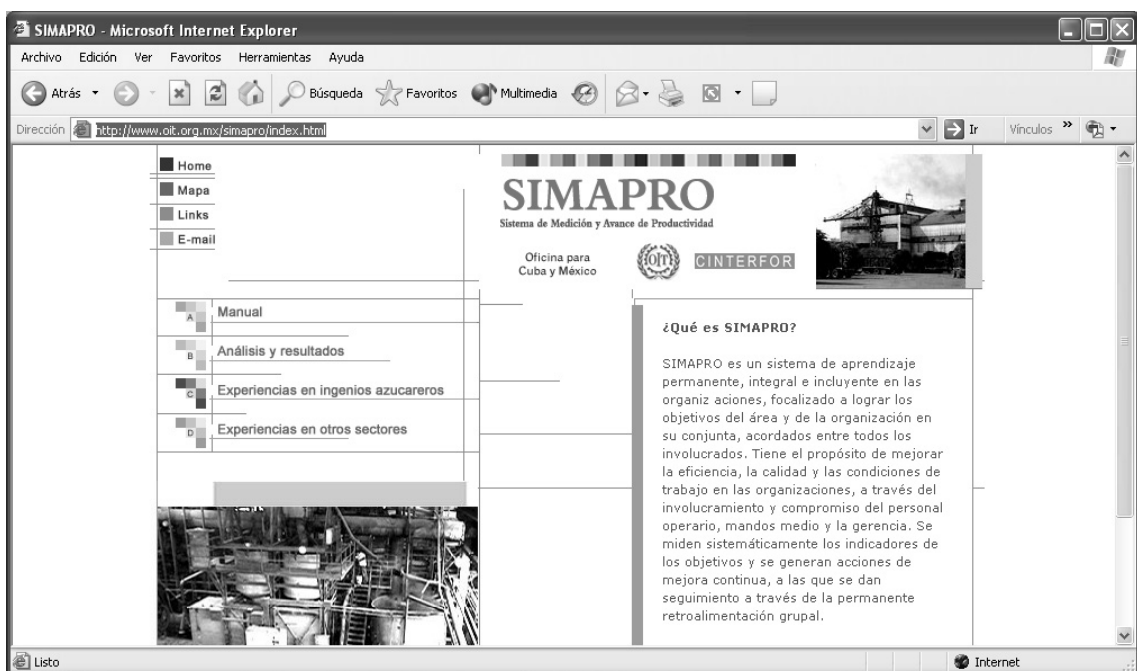 SIMAPRO - Microsoft Internet Explorer
Archivo Edición Ver Favoritos Herramientas Ayuda
Atrás Búsqueda Favoritos Multimedia
Dirección http://www.oit.org.mx/simapro/index.html Ir Vínculos »
Home
Mapa
Links
E-mail
SIMAPRO
Sistema de Medición y Avance de Productividad
Oficina para
Cuba y México
OIT
CINTERFOR
A Manual
B Análisis y resultados
C Experiencias en ingenios azucareros
D Experiencias en otros sectores
¿Qué es SIMAPRO?
SIMAPRO es un sistema de aprendizaje
permanente, integral e incluyente en las
organiz aciones, focalizado a lograr los
objetivos del área y de la organización en
su conjunta, acordados entre todos los
involucrados. Tiene el propósito de mejorar
la eficiencia, la calidad y las condiciones de
trabajo en las organizaciones, a través del
involucramiento y compromiso del personal
operario, mandos medio y la gerencia. Se
miden sistemáticamente los indicadores de
los objetivos y se generan acciones de
mejora continua, a las que se dan
seguimiento a través de la permanente
retroalimentación grupal.
Listo
Internet